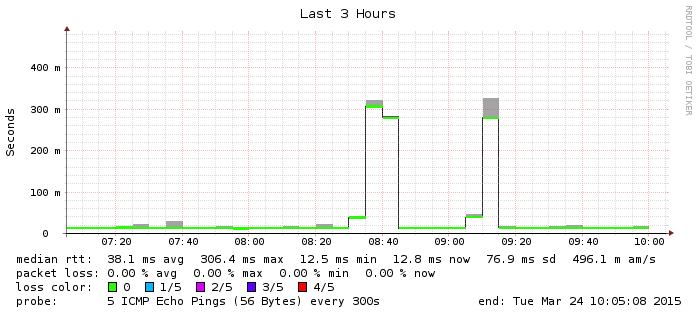 Last 3 Hours
RRDTOOL / TOBI OETIKER
Seconds
400 m
300 m
200 m
100 m
0
07:20 07:40 08:00 08:20 08:40 09:00 09:20 09:40 10:00
median rtt: 38.1 ms avg 306.4 ms max 12.5 ms min 12.8 ms now 76.9 ms sd 496.1 m am/s
packet loss: 0.00 % avg 0.00 % max 0.00 % min 0.00 % now
loss color: 0 1/5 2/5 3/5 4/5
probe: 5 ICMP Echo Pings (56 Bytes) every 300s end: Tue Mar 24 10:05:08 2015